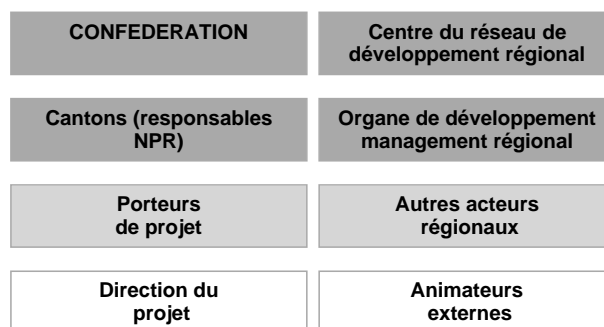 CONFEDERATION
Centre du réseau de
développement régional
Cantons (responsables
NPR)
Organe de développement
management régional
Porteurs
de projet
Autres acteurs
régionaux
Direction du
projet
Animateurs
externes